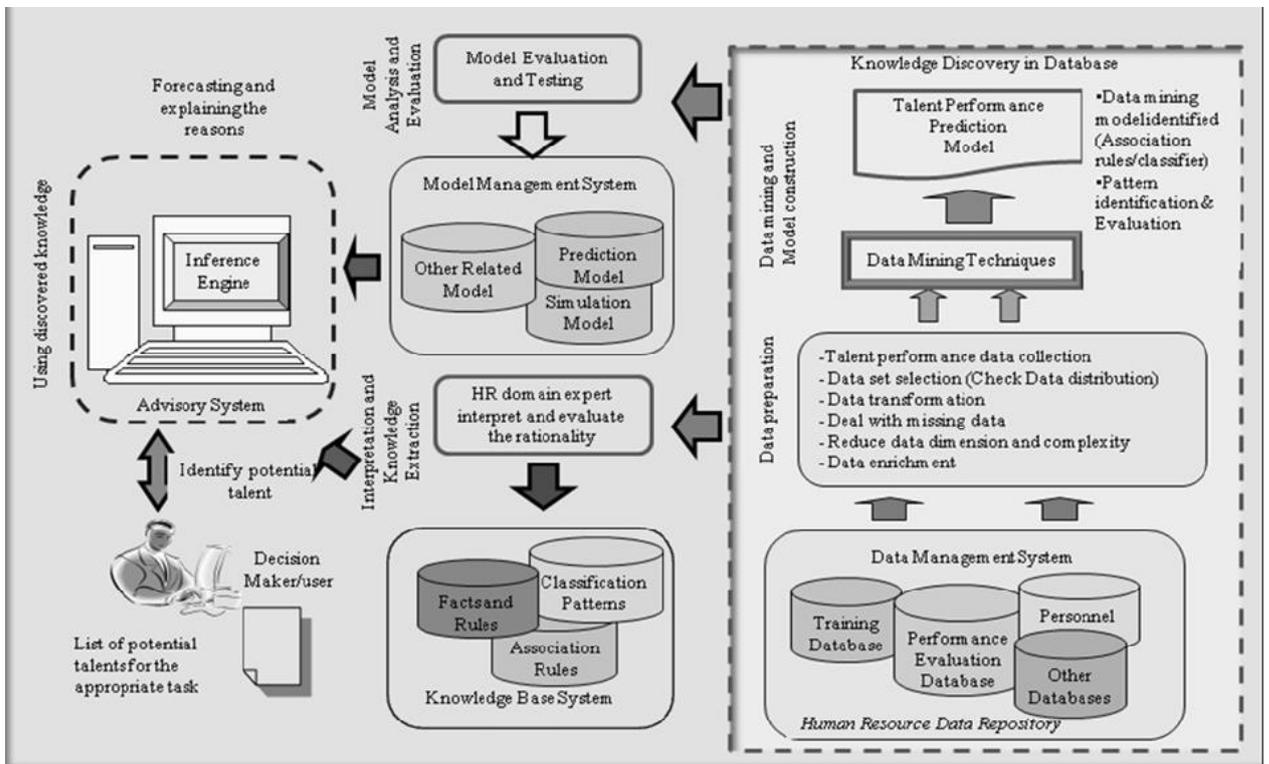 Forecasting and
explaining the
reasons
Using discovered knowledge
Inference
Engine
Advisory System
Identify potential
talent
Decision
Maker/user
List of potential
talents for the
appropriate task
Model
Analysis and
Evaluation
Model Evaluation
and Testing
Model Management System
Other Related
Model
Prediction
Model
Simulation
Model
Interpretation and
Knowledge
Extraction
HR domain expert
interpret and evaluate
the rationality
Facts and
Rules
Classification
Patterns
Association
Rules
Knowledge Base System
Knowledge Discovery in Database
Data mining and
Model construction
Talent Performance
Prediction
Model
•Data mining
model identified
(Association
rules/classifier)
•Pattern
identification &
Evaluation
Data Mining Techniques
Data preparation
-Talent performance data collection
- Data set selection (Check Data distribution)
- Data transformation
- Deal with missing data
- Reduce data dimension and complexity
- Data enrichment
Data Management System
Training
Database
Performance
Evaluation
Database
Personnel
Other
Databases
Human Resource Data Repository